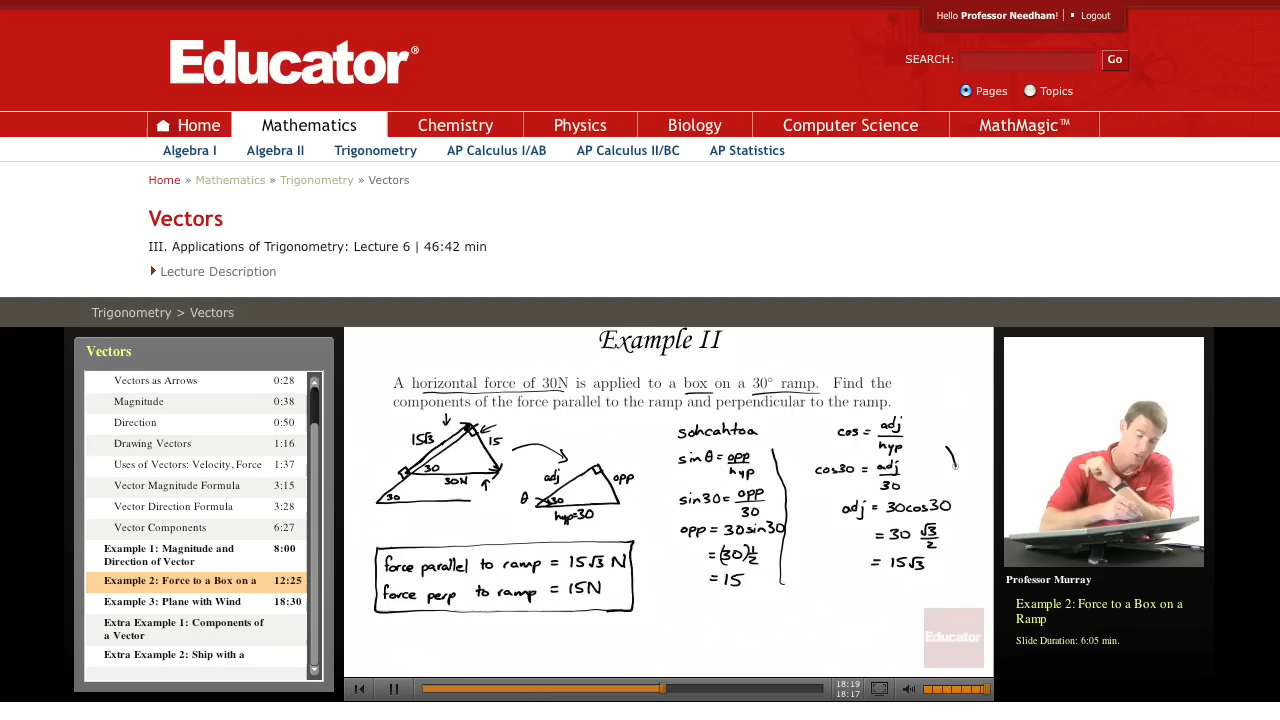 Hello Professor Needham! Logout
Educator®
SEARCH: Go
Pages Topics
Home Mathematics Chemistry Physics Biology Computer Science MathMagic™
Algebra I Algebra II Trigonometry AP Calculus I/AB AP Calculus II/BC AP Statistics
Home » Mathematics » Trigonometry » Vectors
Vectors
III. Applications of Trigonometry: Lecture 6 | 46:42 min
Lecture Description
Trigonometry > Vectors
Vectors
Vectors as Arrows 0:28
Magnitude 0:38
Direction 0:50
Drawing Vectors 1:16
Uses of Vectors: Velocity, Force 1:37
Vector Magnitude Formula 3:15
Vector Direction Formula 3:28
Vector Components 6:27
Example 1: Magnitude and 8:00
Direction of Vector
Example 2: Force to a Box on a 12:25
Example 3: Plane with Wind 18:30
Extra Example 1: Components of
a Vector
Extra Example 2: Ship with a
Example II
A horizontal force of 30N is applied to a box on a 30° ramp. Find the
components of the force parallel to the ramp and perpendicular to the ramp.
15√3 15
30
30N
30
adj opp
θ 30
hyp=30
force parallel to ramp = 15√3 N
force perp to ramp = 15N
sohcahtoa
sin θ = opp/hyp
sin30 = opp/30
opp = 30sin30
= (30)½
= 15
cos = adj/hyp
cos30 = adj/30
adj = 30cos30
= 30 √3/2
= 15√3
Educator
18:19
18:17
Professor Murray
Example 2: Force to a Box on a
Ramp
Slide Duration: 6:05 min.